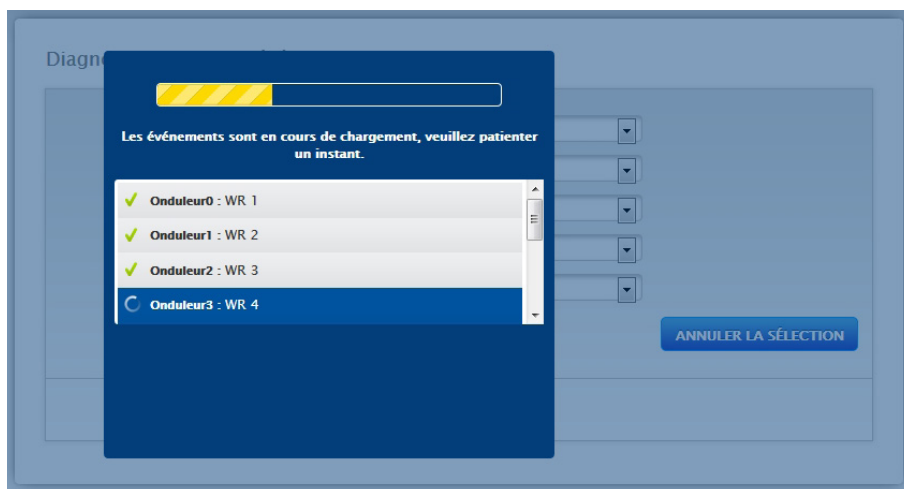 Diagn
Les événements sont en cours de chargement, veuillez patienter
un instant.
Onduleur0 : WR 1
Onduleur1 : WR 2
Onduleur2 : WR 3
Onduleur3 : WR 4
ANNULER LA SÉLECTION